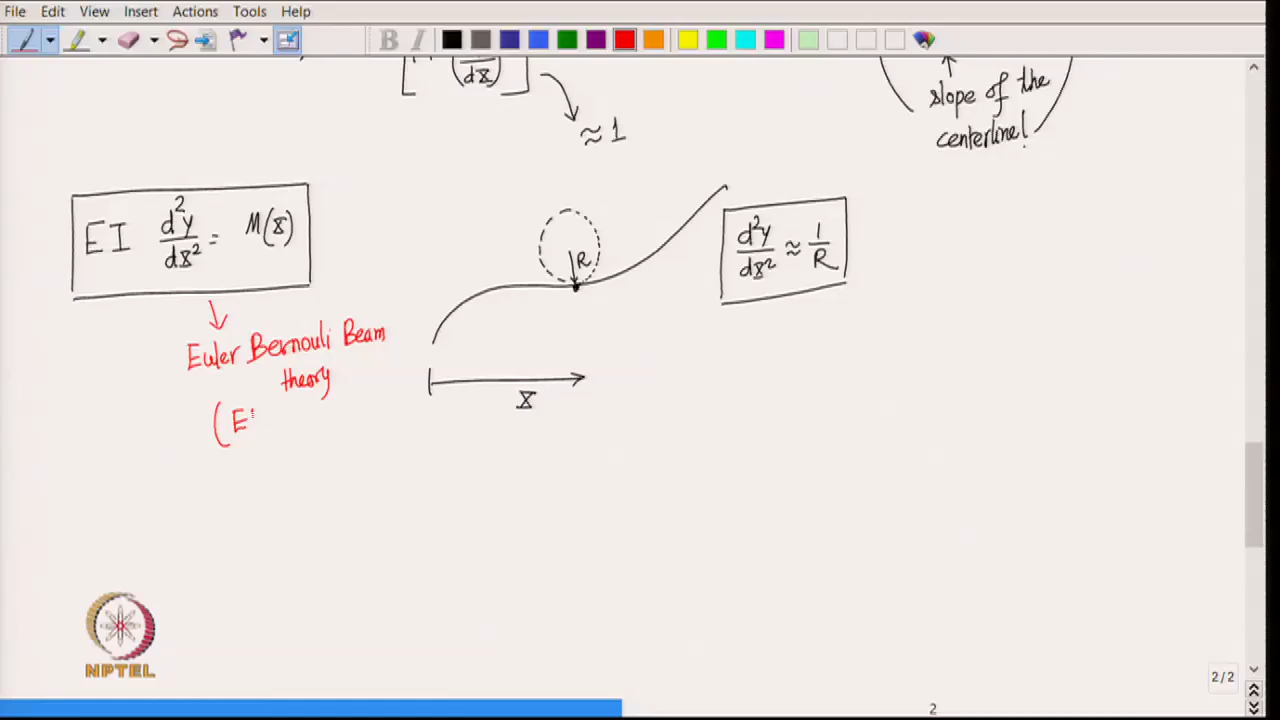 File Edit View Insert Actions Tools Help
B I
dX
≈ 1
slope of the
centerline!
EI d²y/dX² = M(X)
R
d²y/dX² ≈ 1/R
Euler Bernouli Beam
theory
(E
X
NPTEL
2/2
2